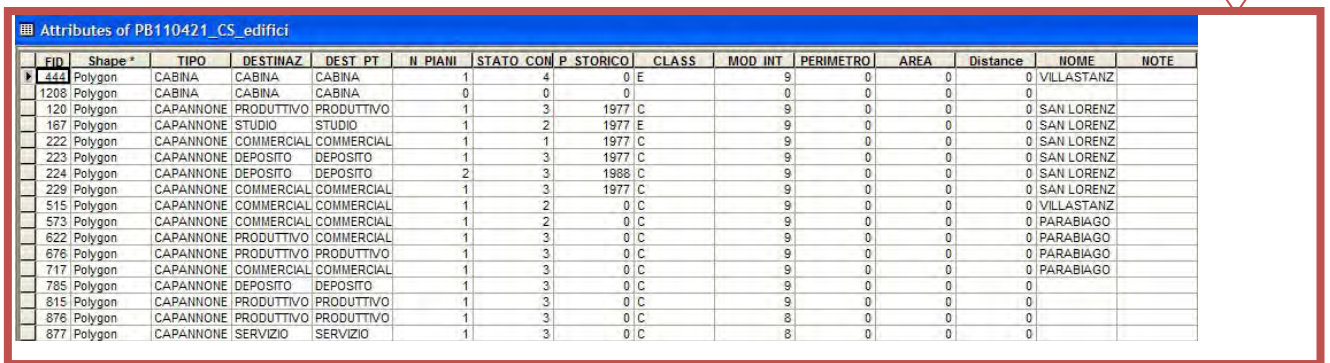 Attributes of PB110421_CS_edifici
FID Shape * TIPO DESTINAZ DEST_PT N_PIANI STATO_CON P_STORICO CLASS MOD_INT PERIMETRO AREA Distance NOME NOTE
444 Polygon CABINA CABINA CABINA 1 4 0 E 9 0 0 0 VILLASTANZ
1208 Polygon CABINA CABINA CABINA 0 0 0 0 0 0 0
120 Polygon CAPANNONE PRODUTTIVO PRODUTTIVO 1 3 1977 C 9 0 0 0 SAN LORENZ
167 Polygon CAPANNONE STUDIO STUDIO 1 2 1977 E 9 0 0 0 SAN LORENZ
222 Polygon CAPANNONE COMMERCIAL COMMERCIAL 1 1 1977 C 9 0 0 0 SAN LORENZ
223 Polygon CAPANNONE DEPOSITO DEPOSITO 1 3 1977 C 9 0 0 0 SAN LORENZ
224 Polygon CAPANNONE DEPOSITO DEPOSITO 2 3 1988 C 9 0 0 0 SAN LORENZ
229 Polygon CAPANNONE COMMERCIAL COMMERCIAL 1 3 1977 C 9 0 0 0 SAN LORENZ
515 Polygon CAPANNONE COMMERCIAL COMMERCIAL 1 2 0 C 9 0 0 0 VILLASTANZ
573 Polygon CAPANNONE COMMERCIAL COMMERCIAL 1 2 0 C 9 0 0 0 PARABIAGO
622 Polygon CAPANNONE PRODUTTIVO COMMERCIAL 1 3 0 C 9 0 0 0 PARABIAGO
676 Polygon CAPANNONE PRODUTTIVO PRODUTTIVO 1 3 0 C 9 0 0 0 PARABIAGO
717 Polygon CAPANNONE COMMERCIAL COMMERCIAL 1 3 0 C 9 0 0 0 PARABIAGO
785 Polygon CAPANNONE DEPOSITO DEPOSITO 1 3 0 C 9 0 0 0
815 Polygon CAPANNONE PRODUTTIVO PRODUTTIVO 1 3 0 C 9 0 0 0
876 Polygon CAPANNONE PRODUTTIVO PRODUTTIVO 1 3 0 C 8 0 0 0
877 Polygon CAPANNONE SERVIZIO SERVIZIO 1 3 0 C 8 0 0 0